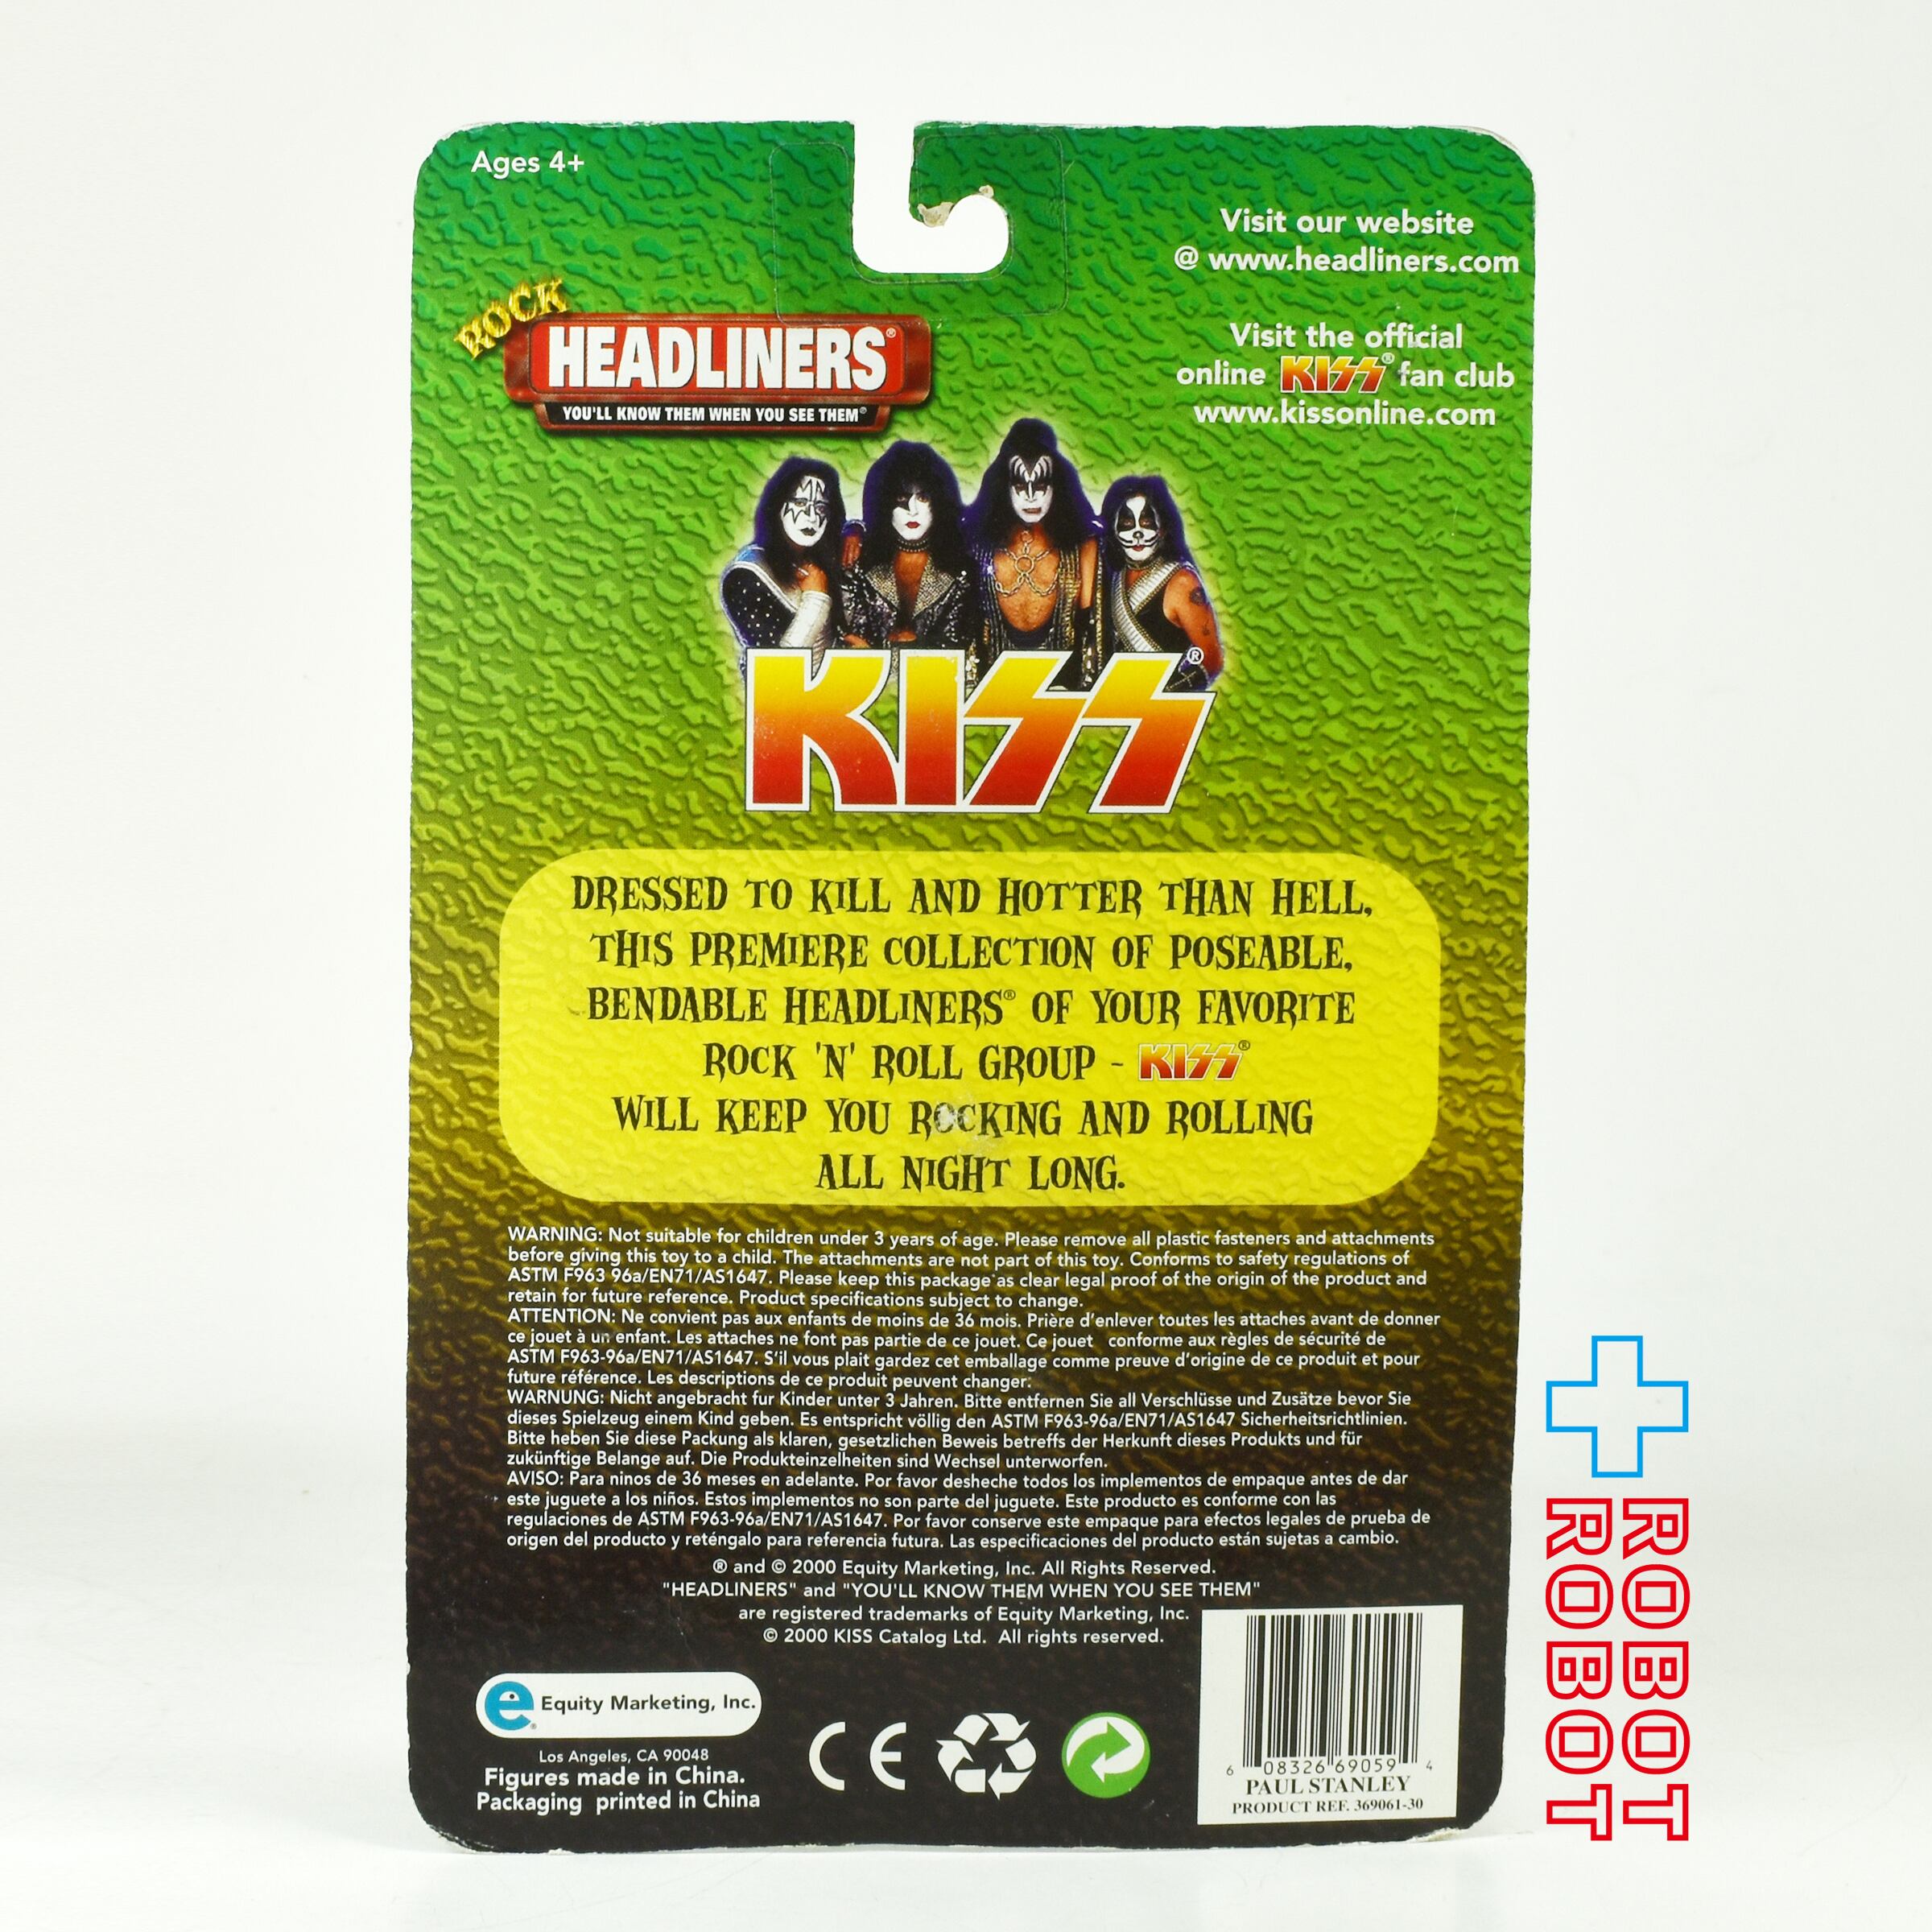 Ages 4+
Visit our website
@ www.headliners.com
ROCK
HEADLINERS®
YOU'LL KNOW THEM WHEN YOU SEE THEM®
Visit the official
online KISS® fan club
www.kissonline.com
KISS®
DRESSED TO KILL AND HOTTER THAN HELL,
THIS PREMIERE COLLECTION OF POSEABLE,
BENDABLE HEADLINERS® OF YOUR FAVORITE
ROCK 'N' ROLL GROUP - KISS®
WILL KEEP YOU ROCKING AND ROLLING
ALL NIGHT LONG.
WARNING: Not suitable for children under 3 years of age. Please remove all plastic fasteners and attachments
before giving this toy to a child. The attachments are not part of this toy. Conforms to safety regulations of
ASTM F963 96a/EN71/AS1647. Please keep this package as clear legal proof of the origin of the product and
retain for future reference. Product specifications subject to change.
ATTENTION: Ne convient pas aux enfants de moins de 36 mois. Prière d'enlever toutes les attaches avant de donner
ce jouet à un enfant. Les attaches ne font pas partie de ce jouet. Ce jouet conforme aux règles de sécurité de
ASTM F963-96a/EN71/AS1647. S'il vous plait gardez cet emballage comme preuve d'origine de ce produit et pour
future référence. Les descriptions de ce produit peuvent changer:
WARNUNG: Nicht angebracht fur Kinder unter 3 Jahren. Bitte entfernen Sie all Verschlüsse und Zusätze bevor Sie
dieses Spielzeug einem Kind geben. Es entspricht völlig den ASTM F963-96a/EN71/AS1647 Sicherheitsrichtlinien.
Bitte heben Sie diese Packung als klaren, gesetzlichen Beweis betreffs der Herkunft dieses Produkts und für
zukünftige Belange auf. Die Produkteinzelheiten sind Wechsel unterworfen.
AVISO: Para ninos de 36 meses en adelante. Por favor desheche todos los implementos de empaque antes de dar
este juguete a los niños. Estos implementos no son parte del juguete. Este producto es conforme con las
regulaciones de ASTM F963-96a/EN71/AS1647. Por favor conserve este empaque para efectos legales de prueba de
origen del producto y reténgalo para referencia futura. Las especificaciones del producto están sujetas a cambio.
® and © 2000 Equity Marketing, Inc. All Rights Reserved.
"HEADLINERS" and "YOU'LL KNOW THEM WHEN YOU SEE THEM"
are registered trademarks of Equity Marketing, Inc.
© 2000 KISS Catalog Ltd. All rights reserved.
e® Equity Marketing, Inc.
Los Angeles, CA 90048
Figures made in China.
Packaging printed in China
CE
6 08326 69059 4
PAUL STANLEY
PRODUCT REF. 369061-30
ROBOT
ROBOT